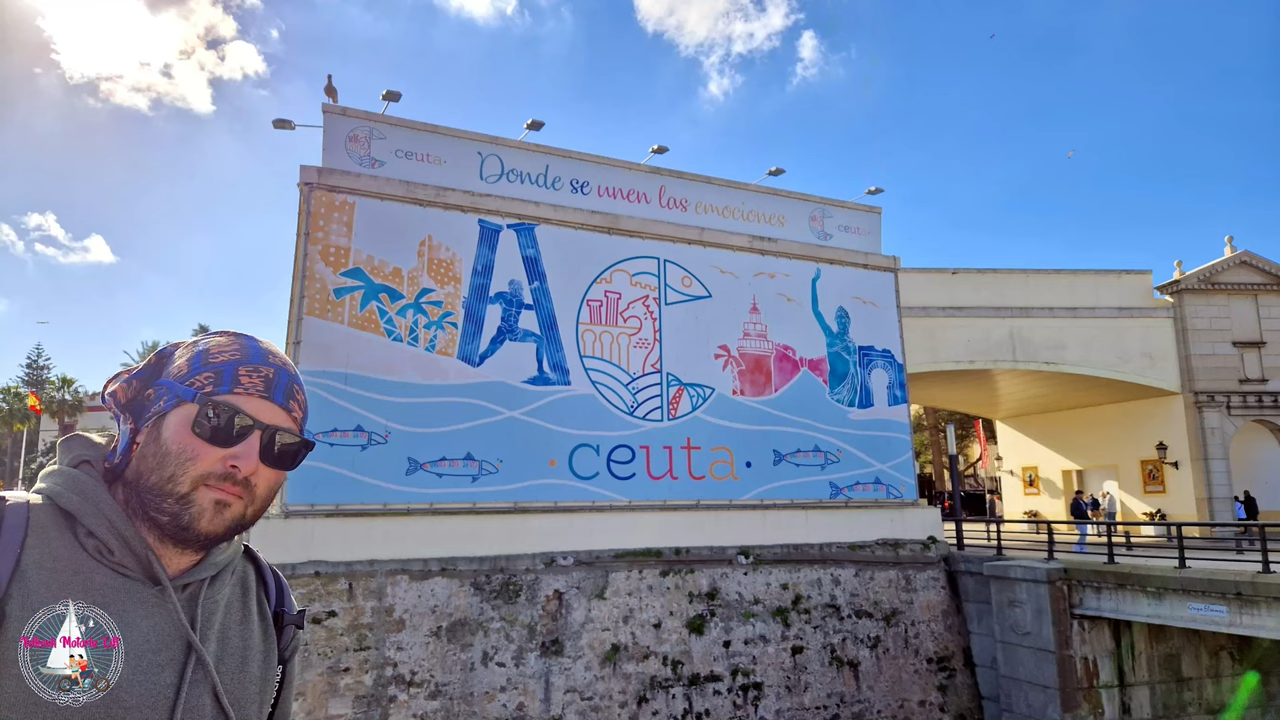 ceuta·
Donde se unen las emociones
ceuta·
·ceuta·